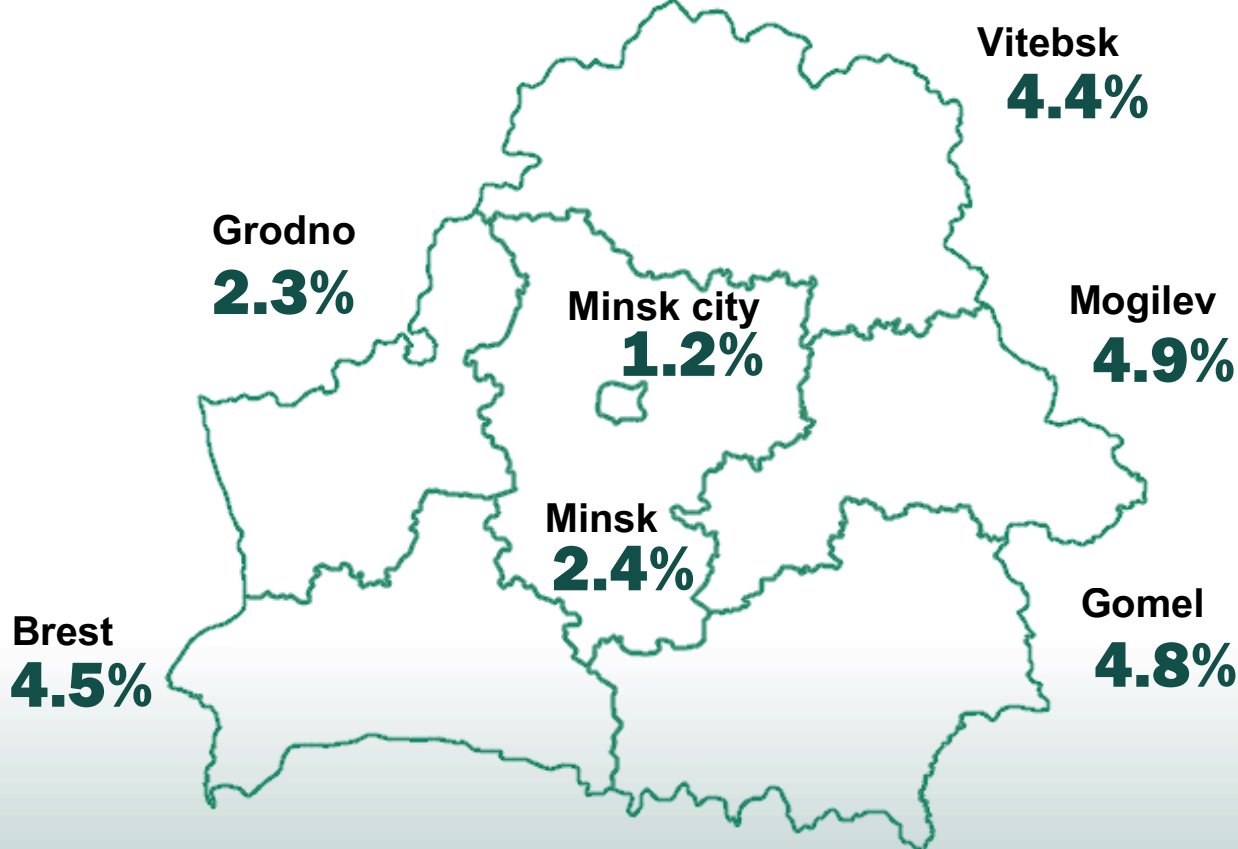 Vitebsk
4.4%
Grodno
2.3%
Minsk city
1.2%
Mogilev
4.9%
Minsk
2.4%
Gomel
4.8%
Brest
4.5%